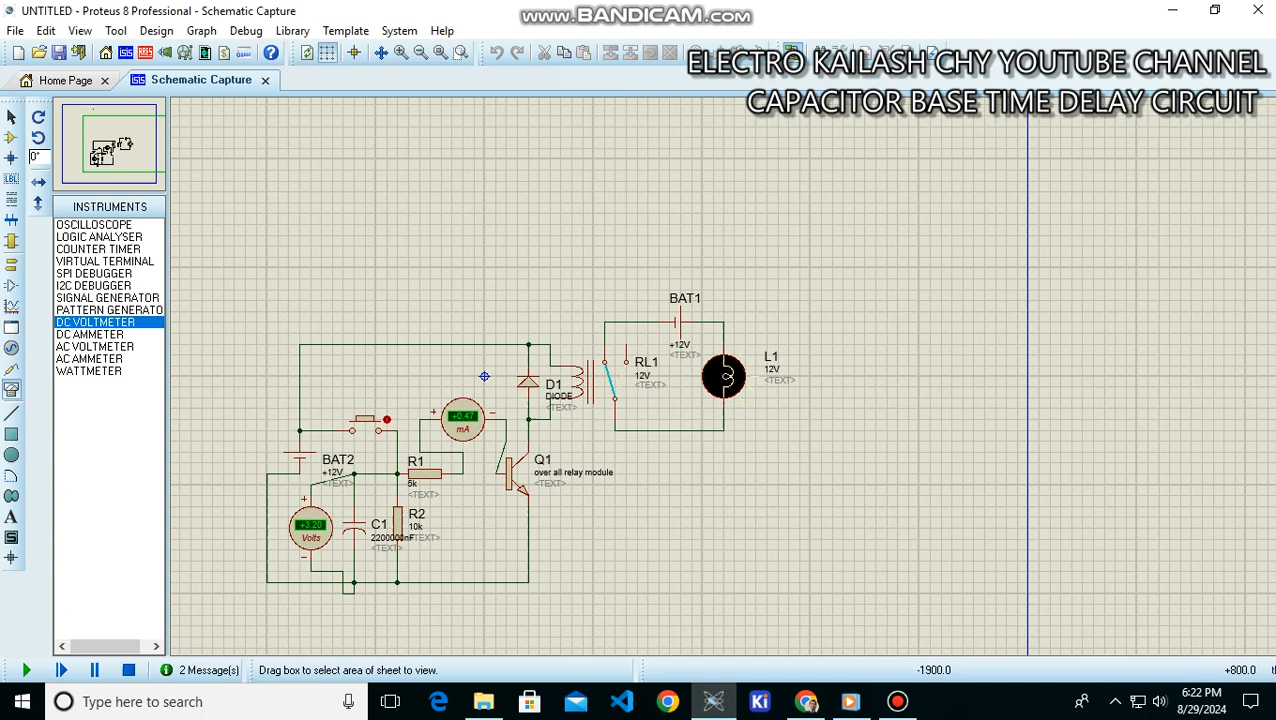 UNTITLED - Proteus 8 Professional - Schematic Capture
www.BANDICAM.com
File Edit View Tool Design Graph Debug Library Template System Help
ELECTRO KAILASH CHY YOUTUBE CHANNEL
CAPACITOR BASE TIME DELAY CIRCUIT
Home Page
Schematic Capture
LBL
0°
INSTRUMENTS
OSCILLOSCOPE
LOGIC ANALYSER
COUNTER TIMER
VIRTUAL TERMINAL
SPI DEBUGGER
I2C DEBUGGER
SIGNAL GENERATOR
PATTERN GENERATO
DC VOLTMETER
DC AMMETER
AC VOLTMETER
AC AMMETER
WATTMETER
BAT1
+12V
<TEXT>
RL1
12V
<TEXT>
L1
12V
<TEXT>
D1
DIODE
<TEXT>
+0.47
mA
BAT2
+12V
<TEXT>
R1
5k
<TEXT>
Q1
over all relay module
<TEXT>
R2
10k
<TEXT>
+3.20
Volts
C1
2200000nF
<TEXT>
2 Message(s)
Drag box to select area of sheet to view.
-1900.0
+800.0
Type here to search
6:22 PM
8/29/2024